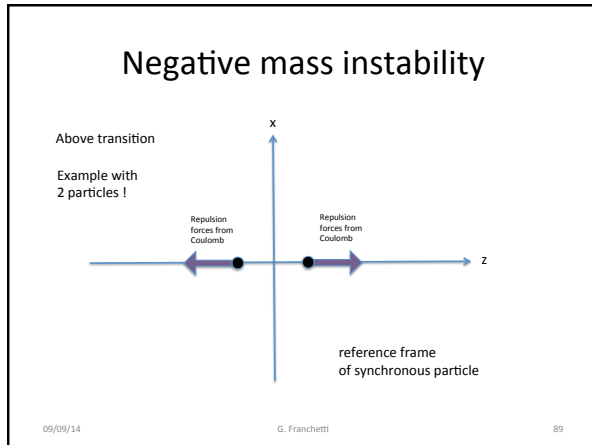 Negative mass instability
x
Above transition
Example with
2 particles !
Repulsion
forces from
Coulomb
Repulsion
forces from
Coulomb
z
reference frame
of synchronous particle
09/09/14
G. Franchetti
89